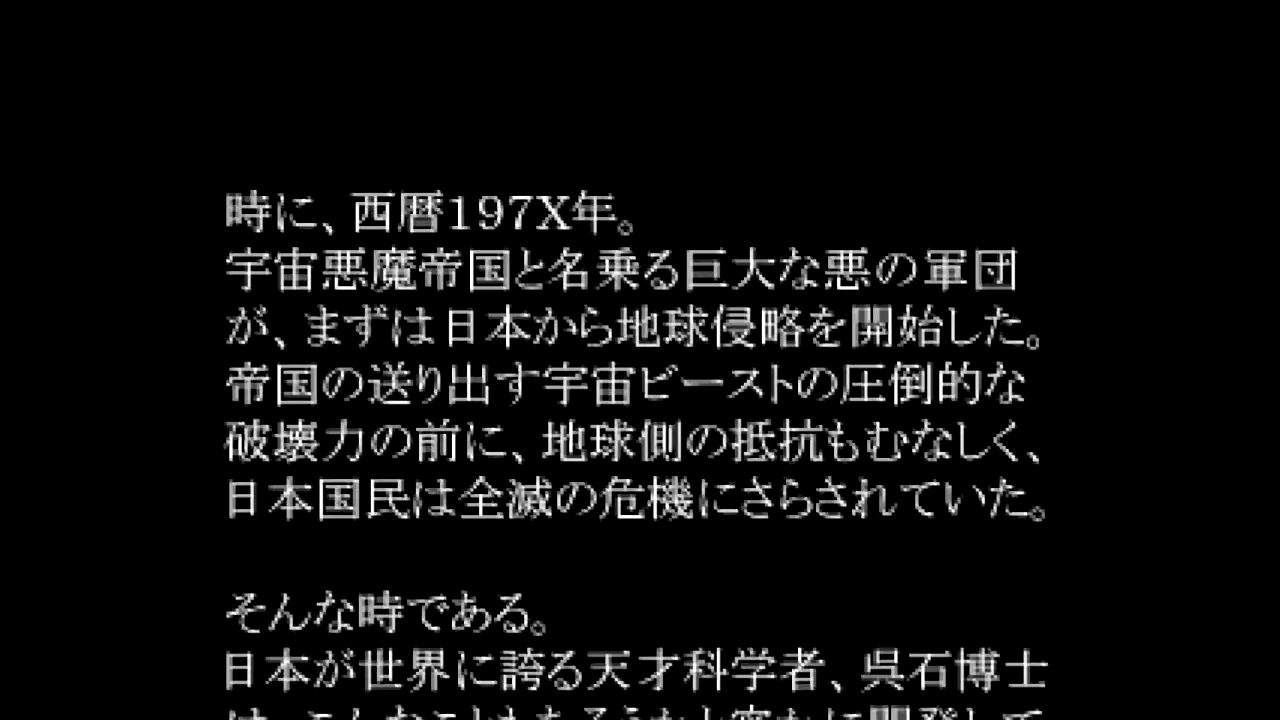 時に、西暦197X年。
宇宙悪魔帝国と名乗る巨大な悪の軍団
が、まずは日本から地球侵略を開始した。
帝国の送り出す宇宙ビーストの圧倒的な
破壊力の前に、地球側の抵抗もむなしく、
日本国民は全滅の危機にさらされていた。
そんな時である。
日本が世界に誇る天才科学者、呉石博士